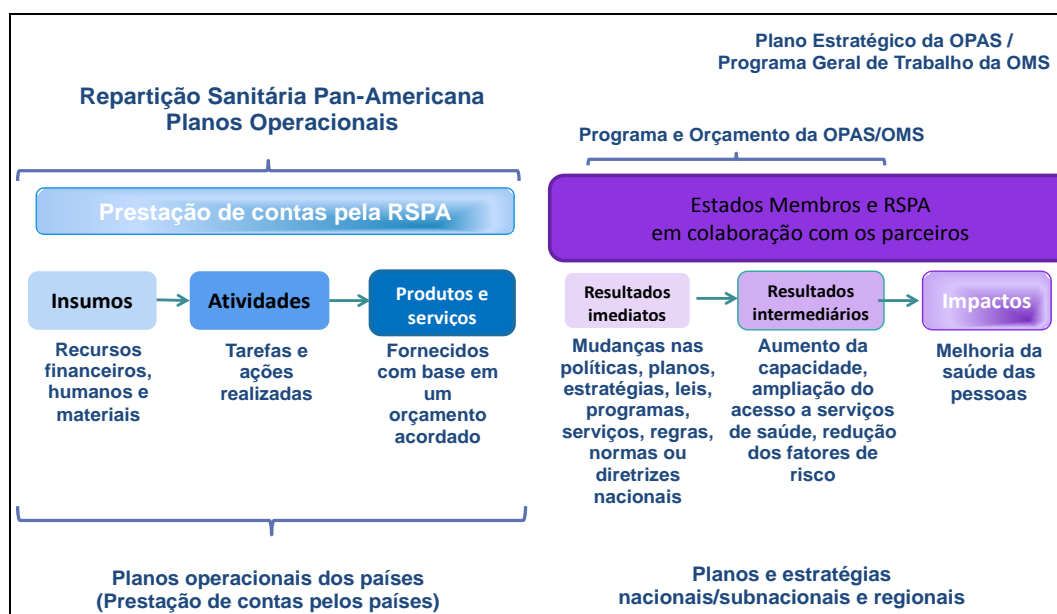 Plano Estratégico da OPAS /
Programa Geral de Trabalho da OMS
Repartição Sanitária Pan-Americana
Planos Operacionais
Programa e Orçamento da OPAS/OMS
Prestação de contas pela RSPA
Estados Membros e RSPA
em colaboração com os parceiros
Insumos
Atividades
Produtos e
serviços
Resultados
imediatos
Resultados
intermediários
Impactos
Recursos
financeiros,
humanos e
materiais
Tarefas e
ações
realizadas
Fornecidos
com base em
um
orçamento
acordado
Mudanças nas
políticas, planos,
estratégias, leis,
programas,
serviços, regras,
normas ou
diretrizes
nacionais
Aumento da
capacidade,
ampliação do
acesso a serviços
de saúde, redução
dos fatores de
risco
Melhoria da
saúde das
pessoas
Planos operacionais dos países
(Prestação de contas pelos países)
Planos e estratégias
nacionais/subnacionais e regionais